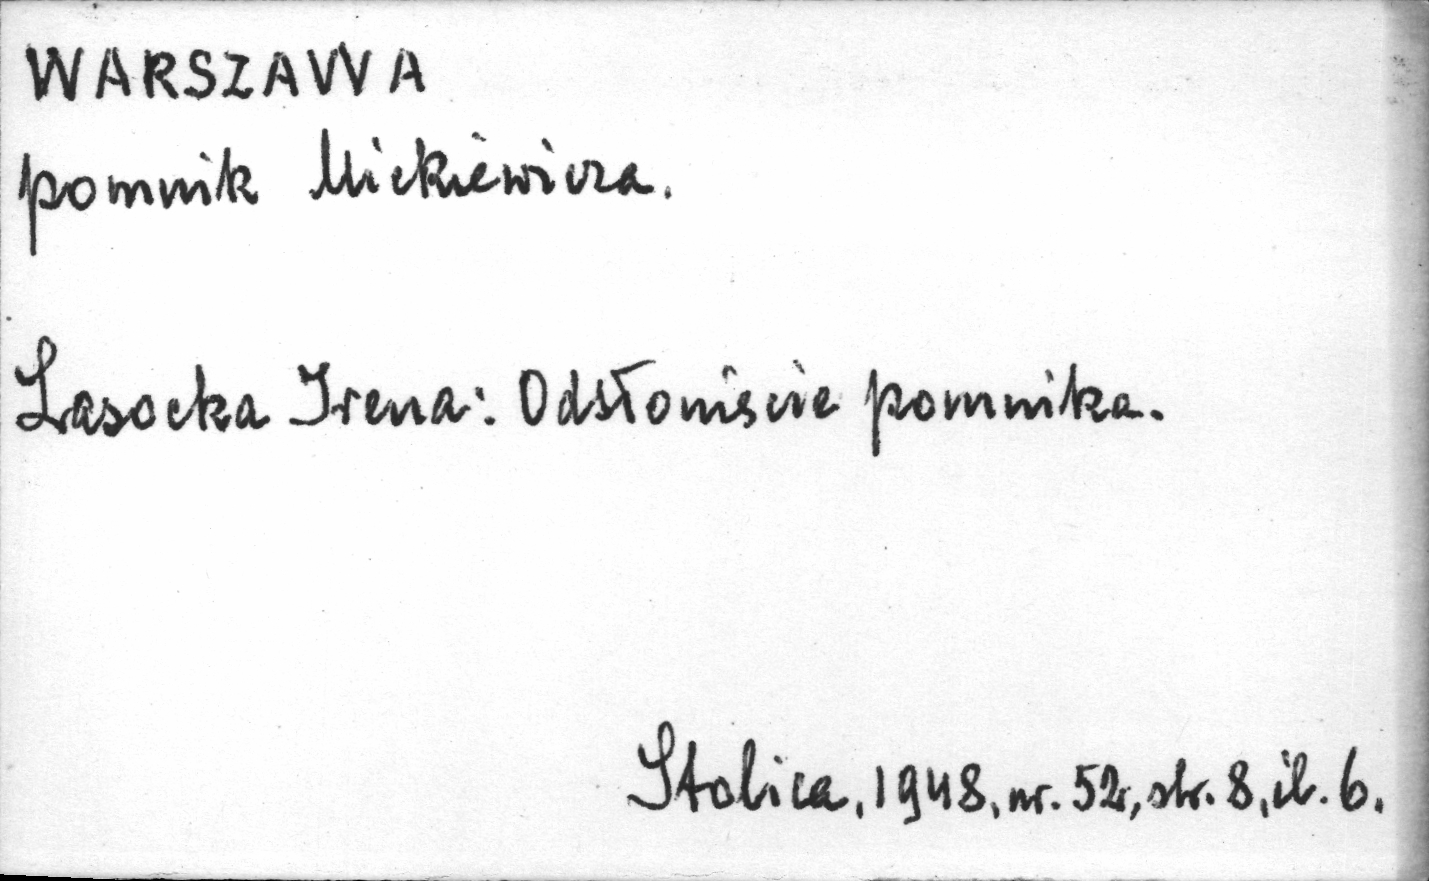 WARSZAWA
pomnik Mickiewicza.
Lasocka Irena: Odsłonięcie pomnika.
Stolica, 1948, nr. 52, str. 8, il. 6.